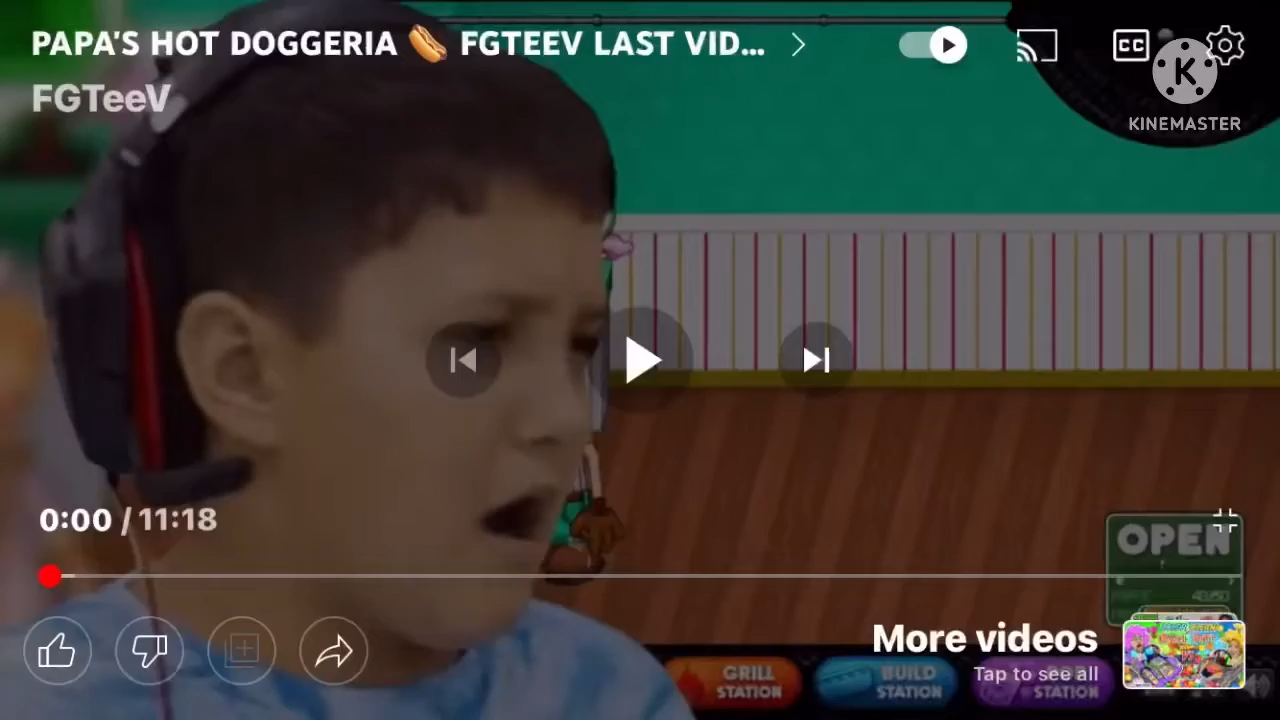 PAPA'S HOT DOGGERIA 🌭 FGTEEV LAST VID...
FGTeeV
CC
K
KINEMASTER
0:00 / 11:18
OPEN
More videos
Tap to see all
GRILL
STATION
BUILD
STATION
STATION